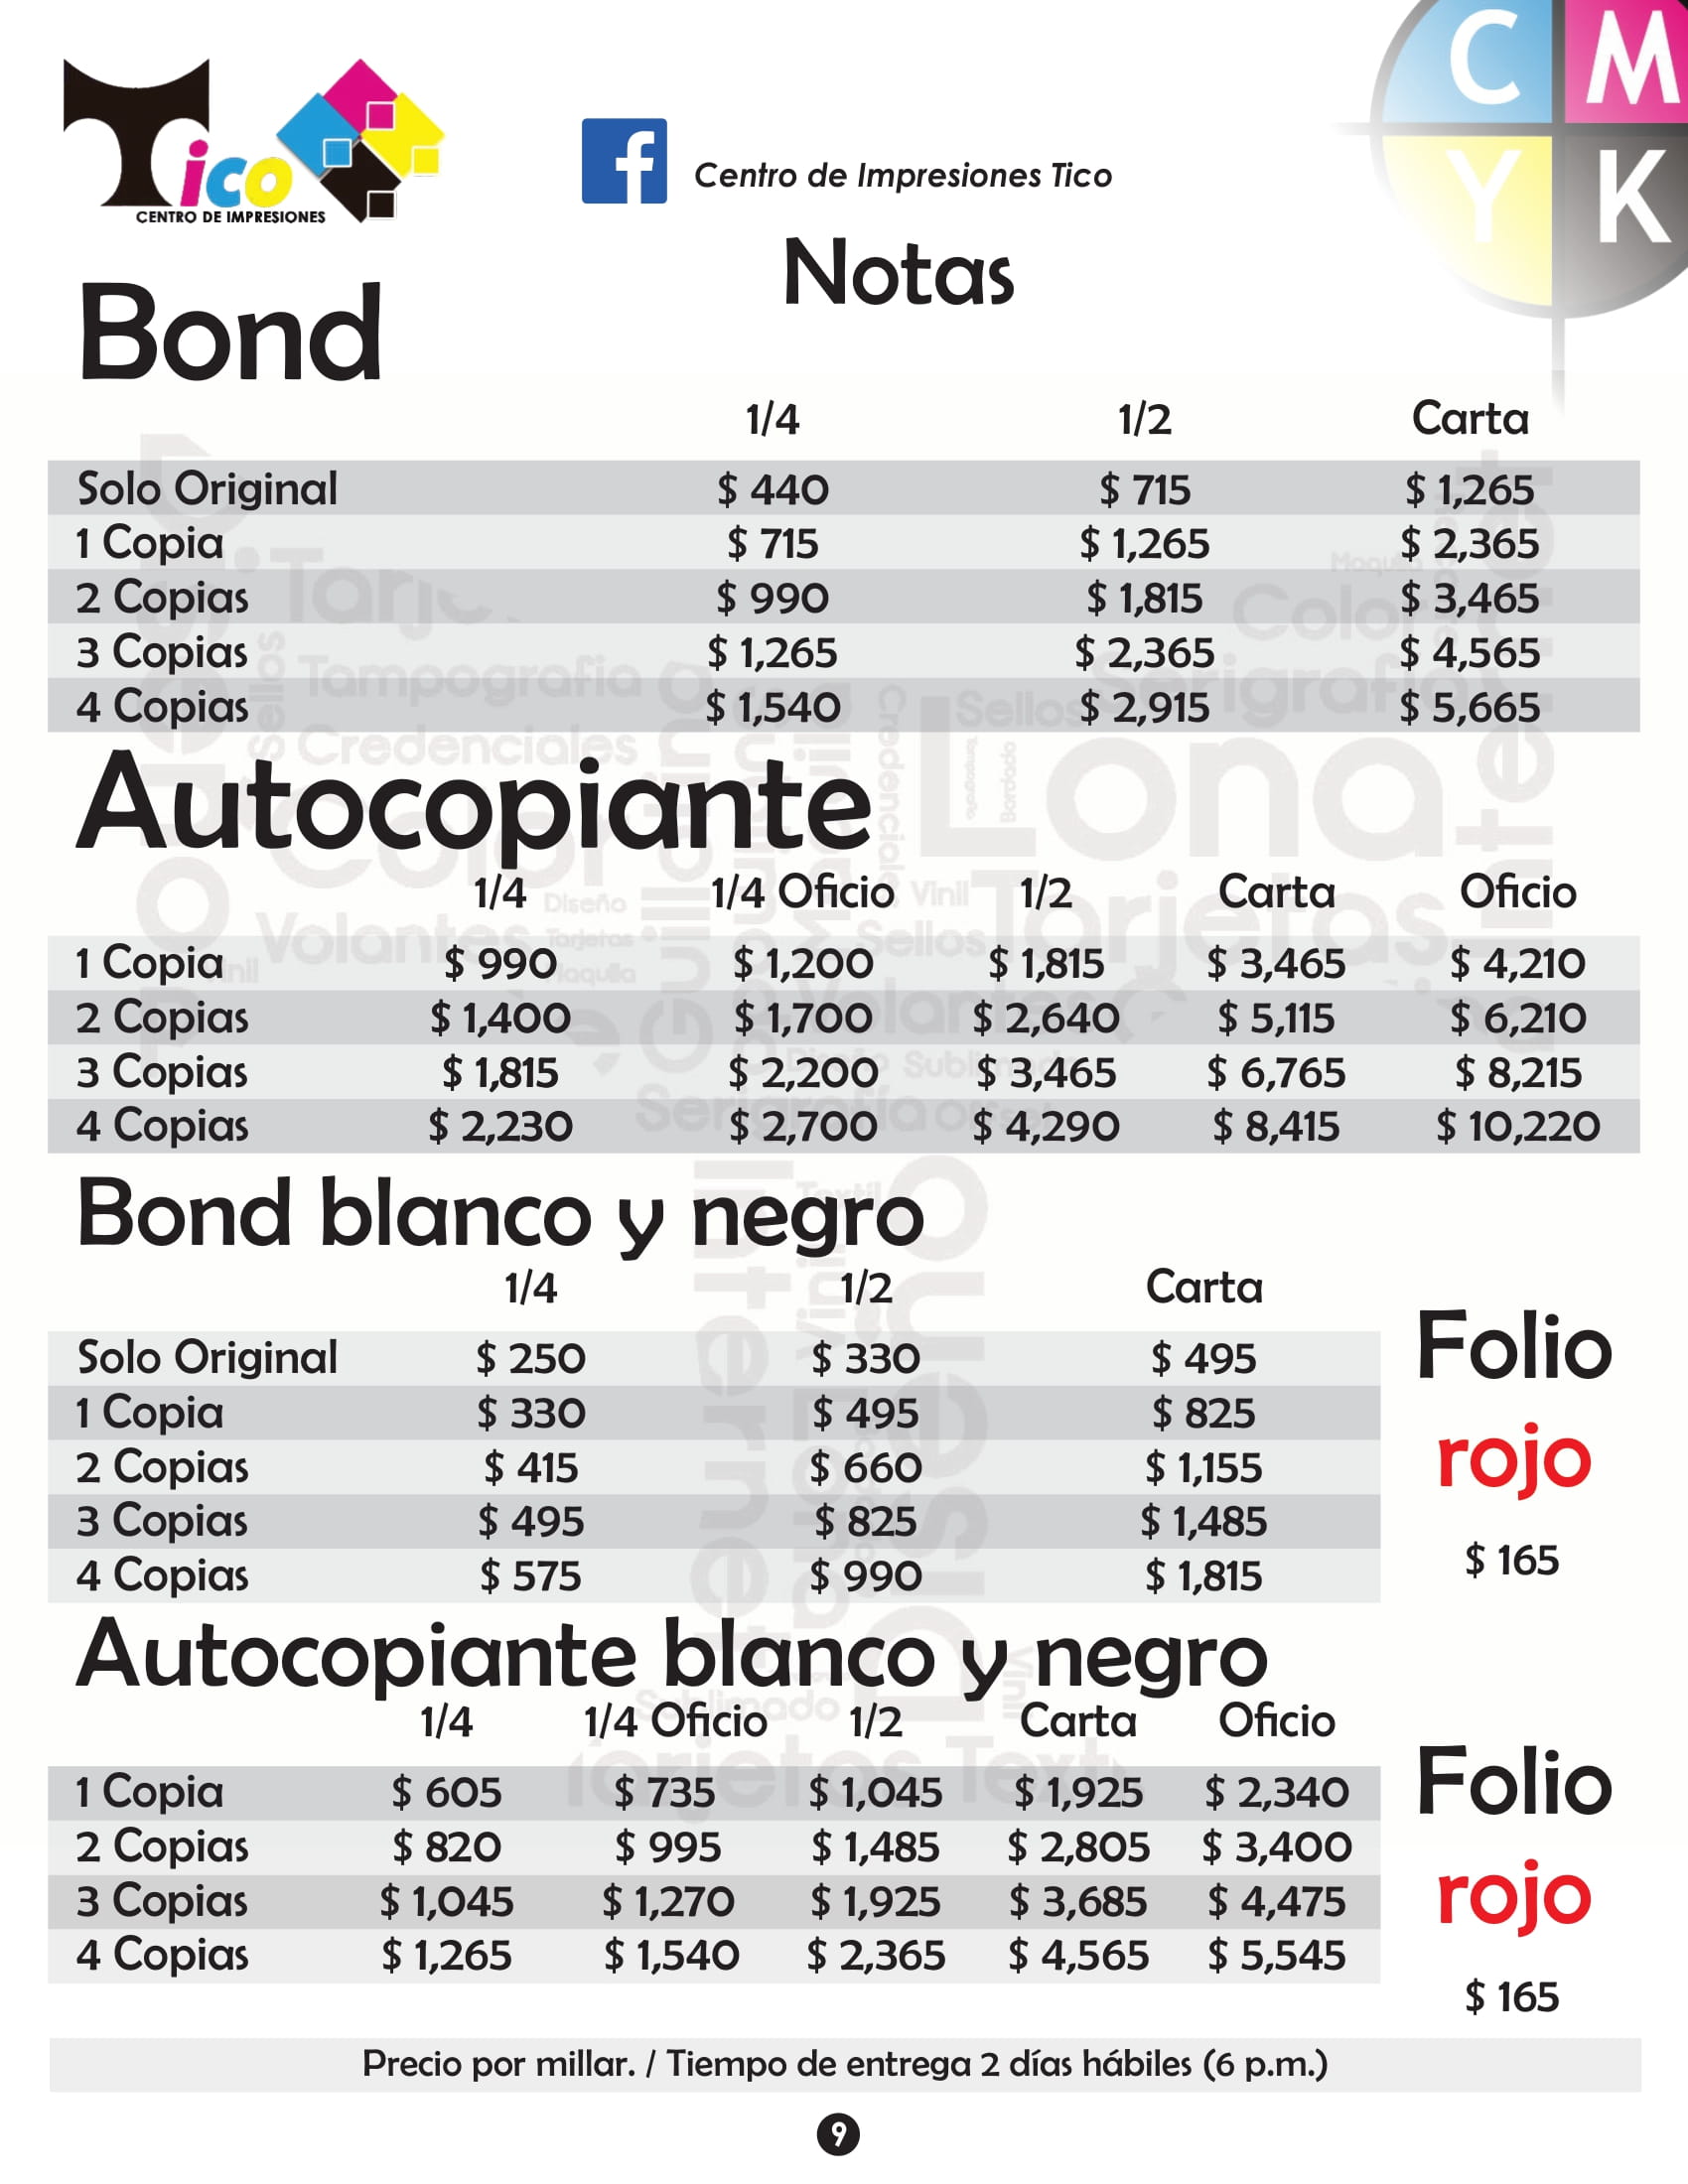 Tico
CENTRO DE IMPRESIONES
Centro de Impresiones Tico
C M
Y K
Notas
Bond
1/4 1/2 Carta
Solo Original $ 440 $ 715 $ 1,265
1 Copia $ 715 $ 1,265 $ 2,365
2 Copias $ 990 $ 1,815 $ 3,465
3 Copias $ 1,265 $ 2,365 $ 4,565
4 Copias $ 1,540 $ 2,915 $ 5,665
Autocopiante
1/4 1/4 Oficio 1/2 Carta Oficio
1 Copia $ 990 $ 1,200 $ 1,815 $ 3,465 $ 4,210
2 Copias $ 1,400 $ 1,700 $ 2,640 $ 5,115 $ 6,210
3 Copias $ 1,815 $ 2,200 $ 3,465 $ 6,765 $ 8,215
4 Copias $ 2,230 $ 2,700 $ 4,290 $ 8,415 $ 10,220
Bond blanco y negro
1/4 1/2 Carta
Solo Original $ 250 $ 330 $ 495
1 Copia $ 330 $ 495 $ 825
2 Copias $ 415 $ 660 $ 1,155
3 Copias $ 495 $ 825 $ 1,485
4 Copias $ 575 $ 990 $ 1,815
Folio
rojo
$ 165
Autocopiante blanco y negro
1/4 1/4 Oficio 1/2 Carta Oficio
1 Copia $ 605 $ 735 $ 1,045 $ 1,925 $ 2,340
2 Copias $ 820 $ 995 $ 1,485 $ 2,805 $ 3,400
3 Copias $ 1,045 $ 1,270 $ 1,925 $ 3,685 $ 4,475
4 Copias $ 1,265 $ 1,540 $ 2,365 $ 4,565 $ 5,545
Folio
rojo
$ 165
Precio por millar. / Tiempo de entrega 2 días hábiles (6 p.m.)
9